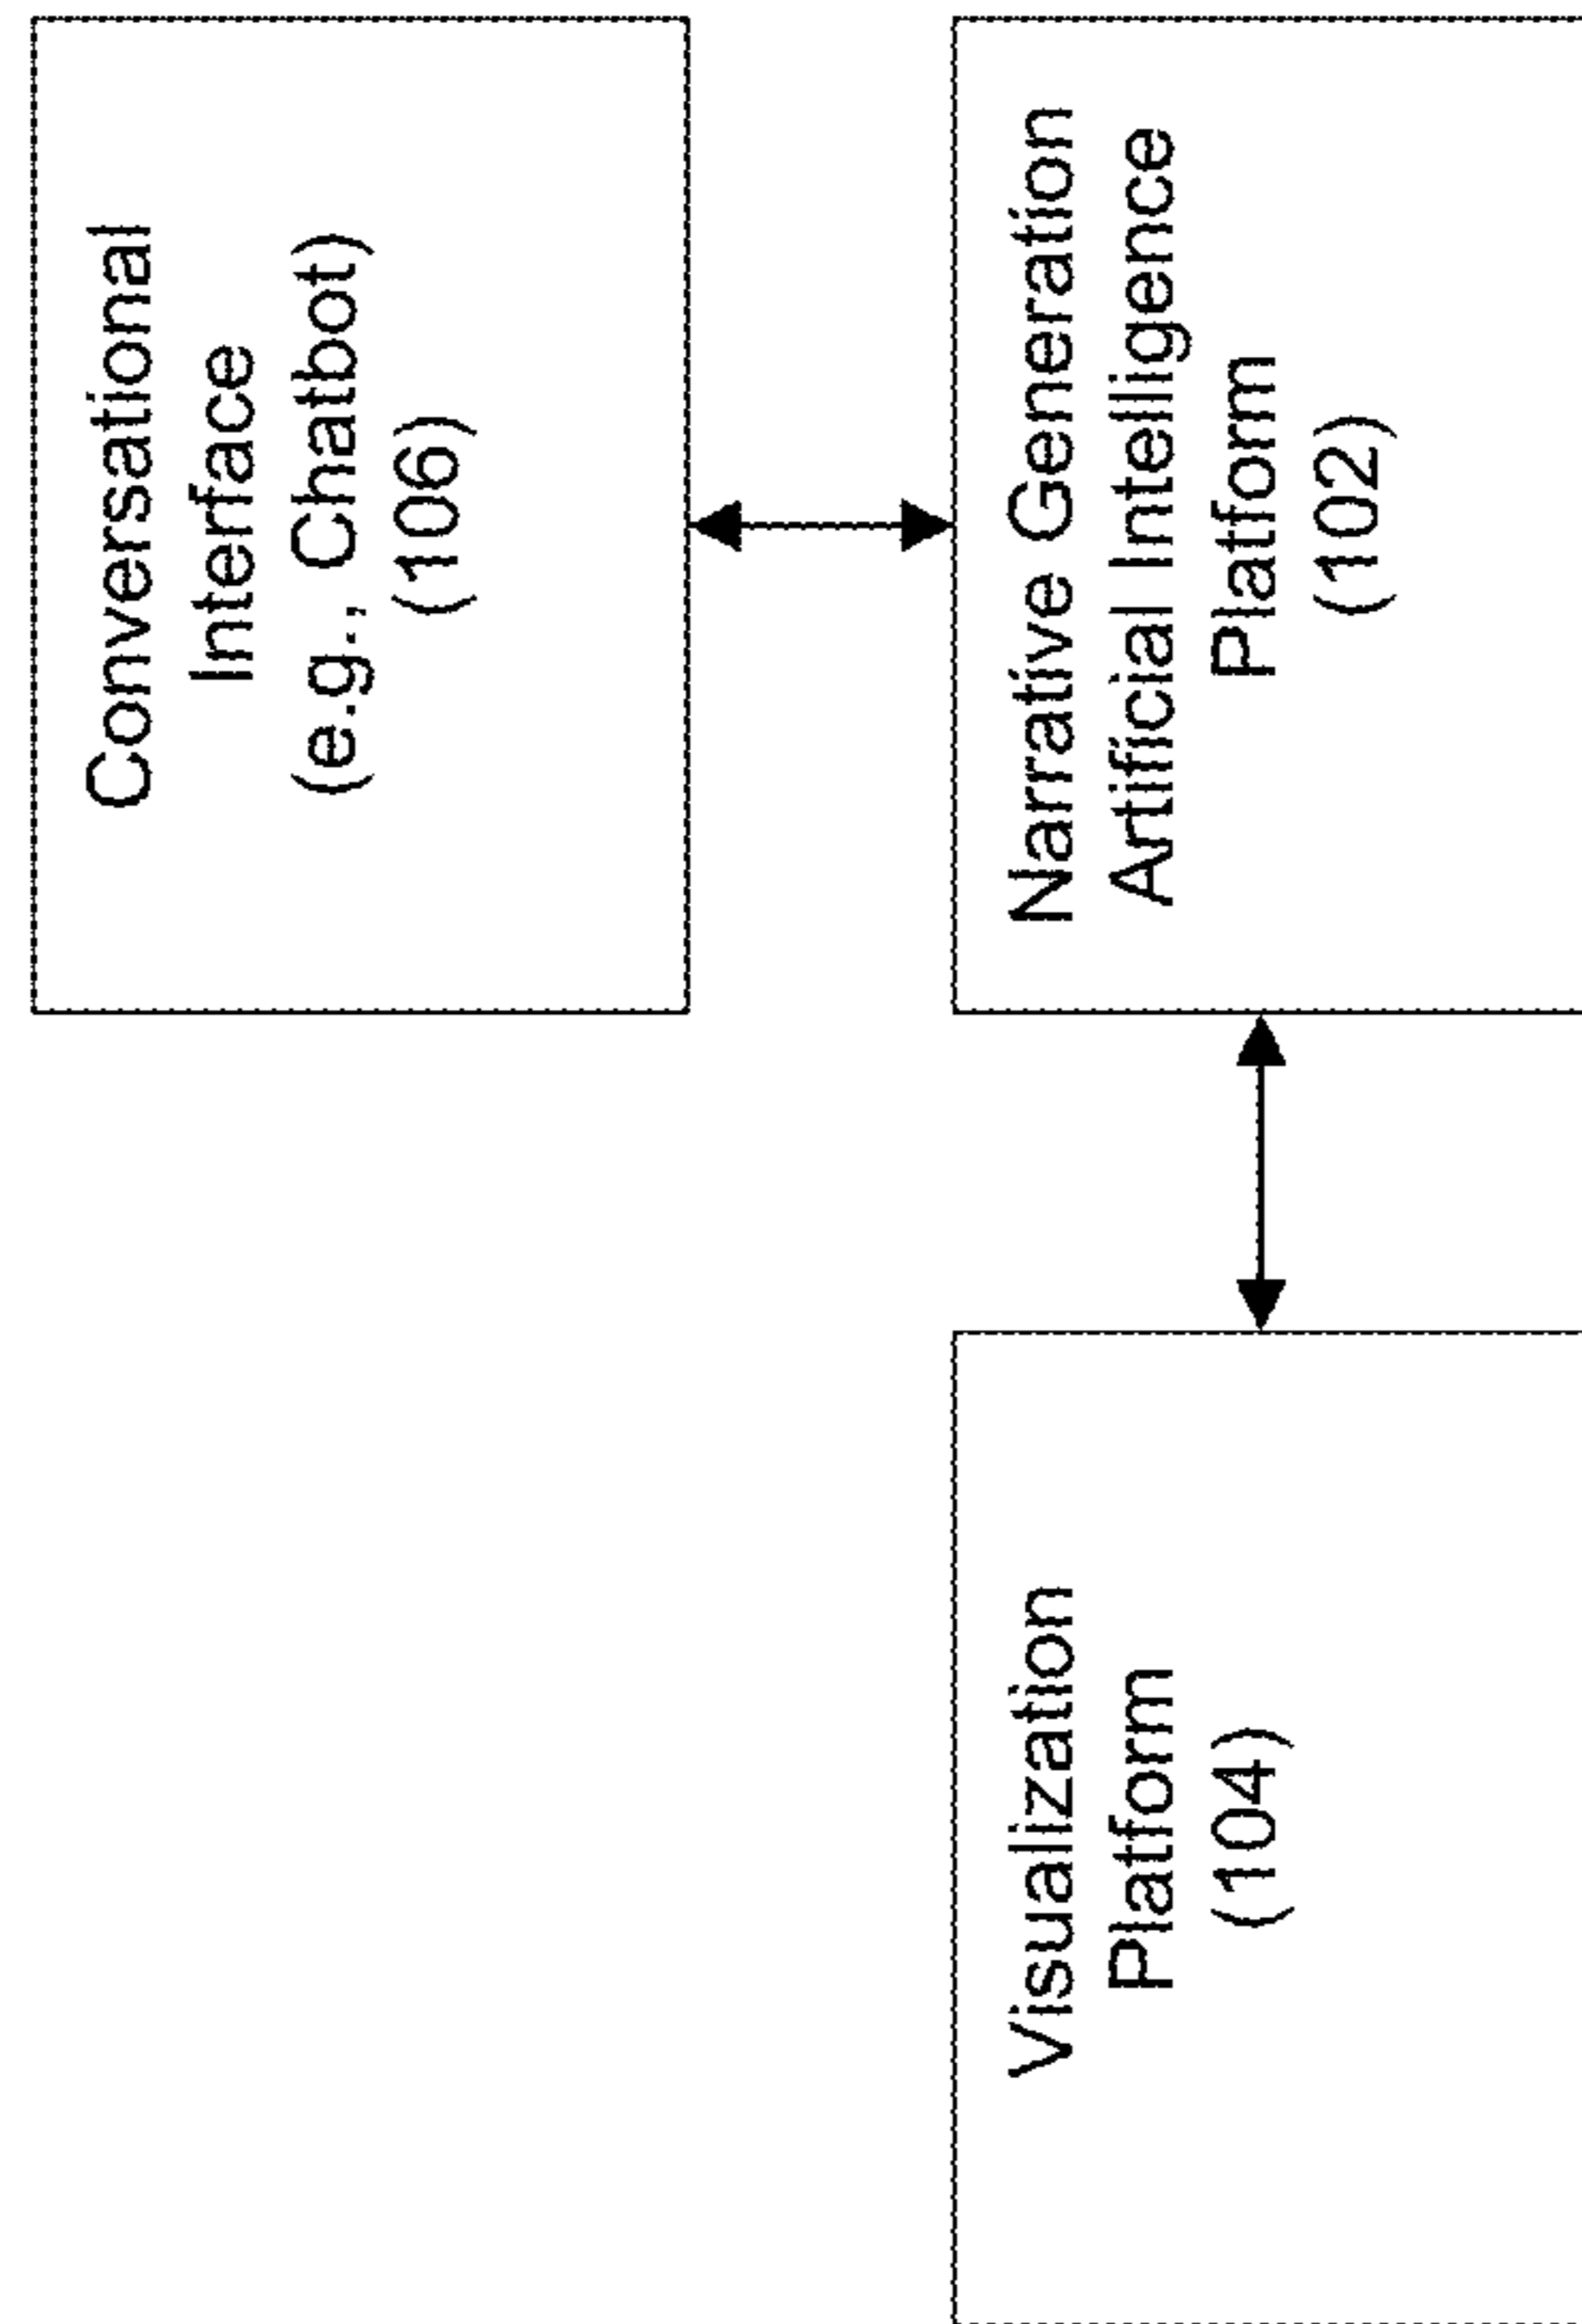 Conversational
Interface
(e.g., Chatbot)
(106)
Visualization
Platform
(104)
Narrative Generation
Artificial Intelligence
Platform
(102)